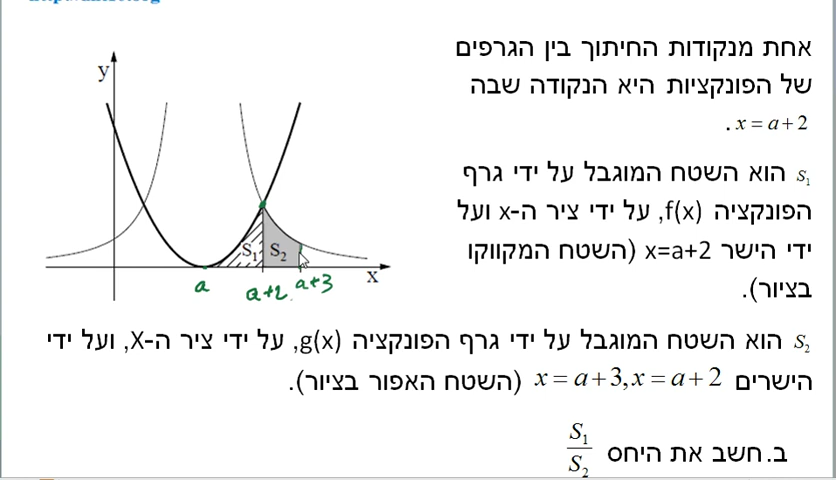 אחת מנקודות החיתוך בין הגרפים
של הפונקציות היא הנקודה שבה
x = a+2 .
S₁ הוא השטח המוגבל על ידי גרף
הפונקציה f(x), על ידי ציר ה-x ועל
ידי הישר x=a+2 (השטח המקווקו
בציור).
S₂ הוא השטח המוגבל על ידי גרף הפונקציה g(x), על ידי ציר ה-X, ועל ידי
הישרים x = a+3, x = a+2 (השטח האפור בציור).
ב. חשב את היחס S₁/S₂
y
S₁ S₂
x
a a+2 a+3